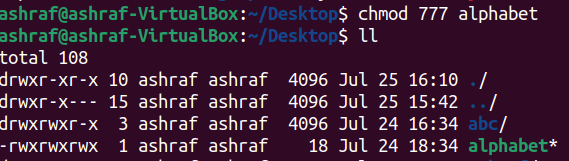 ashraf@ashraf-VirtualBox:~/Desktop$ chmod 777 alphabet
ashraf@ashraf-VirtualBox:~/Desktop$ ll
total 108
drwxr-xr-x 10 ashraf ashraf  4096 Jul 25 16:10 ./
drwxr-x--- 15 ashraf ashraf  4096 Jul 25 15:42 ../
drwxrwxr-x  3 ashraf ashraf  4096 Jul 24 16:34 abc/
-rwxrwxrwx  1 ashraf ashraf    18 Jul 24 18:34 alphabet*